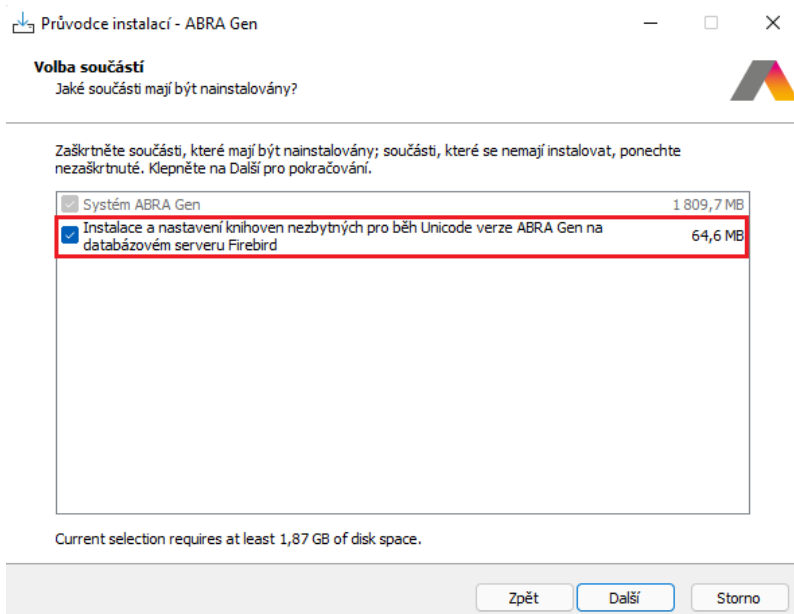 Průvodce instalací - ABRA Gen
Volba součástí
Jaké součásti mají být nainstalovány?
Zaškrtněte součásti, které mají být nainstalovány; součásti, které se nemají instalovat, ponechte
nezaškrtnuté. Klepněte na Další pro pokračování.
Systém ABRA Gen 1 809,7 MB
Instalace a nastavení knihoven nezbytných pro běh Unicode verze ABRA Gen na
databázovém serveru Firebird 64,6 MB
Current selection requires at least 1,87 GB of disk space.
Zpět Další Storno